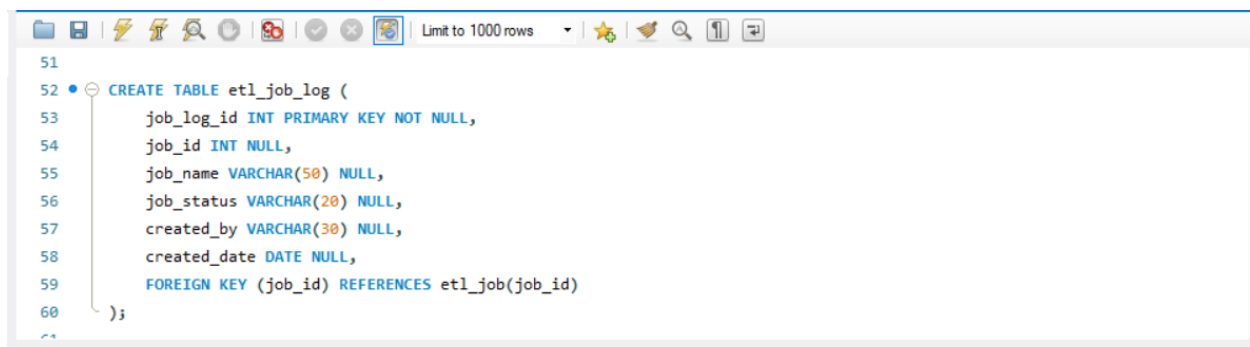 Limit to 1000 rows
51
52 CREATE TABLE etl_job_log (
53 job_log_id INT PRIMARY KEY NOT NULL,
54 job_id INT NULL,
55 job_name VARCHAR(50) NULL,
56 job_status VARCHAR(20) NULL,
57 created_by VARCHAR(30) NULL,
58 created_date DATE NULL,
59 FOREIGN KEY (job_id) REFERENCES etl_job(job_id)
60 );